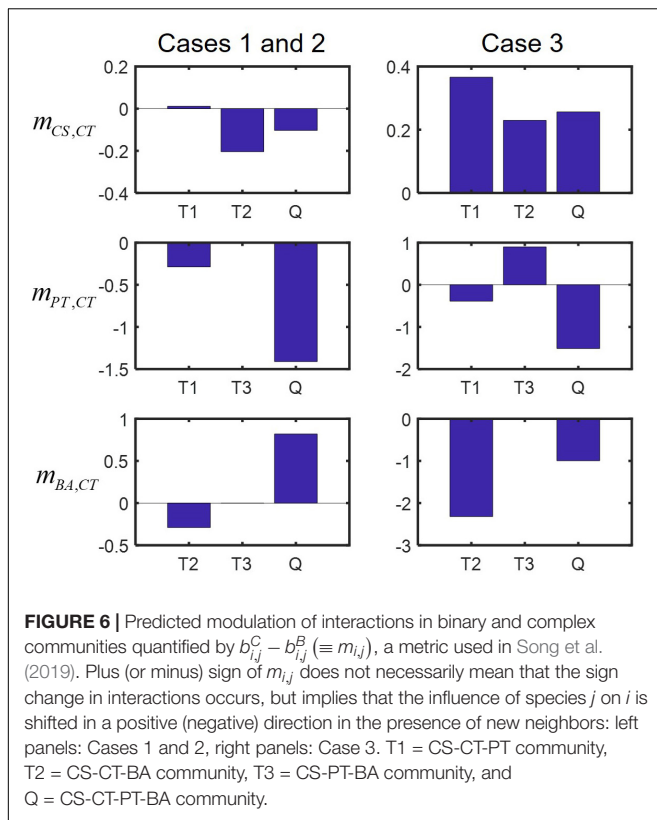 Cases 1 and 2 Case 3
m_{CS,CT}
0.2
0
-0.2
-0.4
T1 T2 Q
0.4
0.2
0
T1 T2 Q
m_{PT,CT}
0
-0.5
-1
-1.5
T1 T3 Q
1
0
-1
-2
T1 T3 Q
m_{BA,CT}
1
0.5
0
-0.5
T2 T3 Q
0
-1
-2
-3
T2 T3 Q
FIGURE 6 | Predicted modulation of interactions in binary and complex
communities quantified by b^C_{i,j} − b^B_{i,j} (≡ m_{i,j}), a metric used in Song et al.
(2019). Plus (or minus) sign of m_{i,j} does not necessarily mean that the sign
change in interactions occurs, but implies that the influence of species j on i is
shifted in a positive (negative) direction in the presence of new neighbors: left
panels: Cases 1 and 2, right panels: Case 3. T1 = CS-CT-PT community,
T2 = CS-CT-BA community, T3 = CS-PT-BA community, and
Q = CS-CT-PT-BA community.